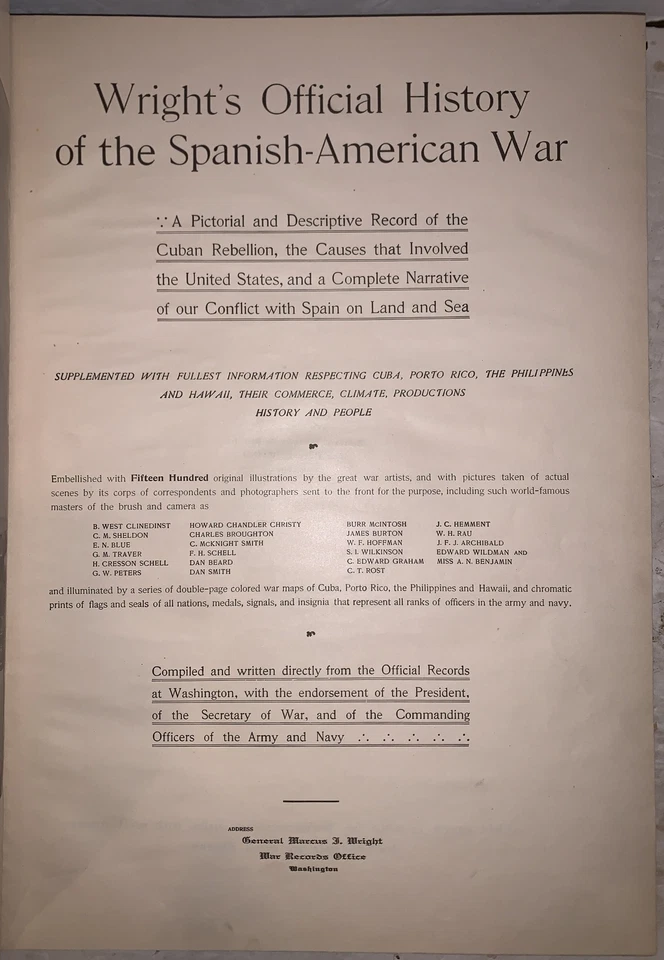 Wright's Official History
of the Spanish-American War
∵ A Pictorial and Descriptive Record of the
Cuban Rebellion, the Causes that Involved
the United States, and a Complete Narrative
of our Conflict with Spain on Land and Sea
SUPPLEMENTED WITH FULLEST INFORMATION RESPECTING CUBA, PORTO RICO, THE PHILIPPINES
AND HAWAII, THEIR COMMERCE, CLIMATE, PRODUCTIONS
HISTORY AND PEOPLE
Embellished with Fifteen Hundred original illustrations by the great war artists, and with pictures taken of actual
scenes by its corps of correspondents and photographers sent to the front for the purpose, including such world-famous
masters of the brush and camera as
B. WEST CLINEDINST
C. M. SHELDON
E. N. BLUE
G. M. TRAVER
H. CRESSON SCHELL
G. W. PETERS
HOWARD CHANDLER CHRISTY
CHARLES BROUGHTON
C. McKNIGHT SMITH
F. H. SCHELL
DAN BEARD
DAN SMITH
BURR McINTOSH
JAMES BURTON
W. F. HOFFMAN
S. I. WILKINSON
C. EDWARD GRAHAM
C. T. ROST
J. C. HEMMENT
W. H. RAU
J. F. J. ARCHIBALD
EDWARD WILDMAN AND
MISS A. N. BENJAMIN
and illuminated by a series of double-page colored war maps of Cuba, Porto Rico, the Philippines and Hawaii, and chromatic
prints of flags and seals of all nations, medals, signals, and insignia that represent all ranks of officers in the army and navy.
Compiled and written directly from the Official Records
at Washington, with the endorsement of the President,
of the Secretary of War, and of the Commanding
Officers of the Army and Navy ∴ ∴ ∴ ∴ ∴
ADDRESS
General Marcus J. Wright
War Records Office
Washington